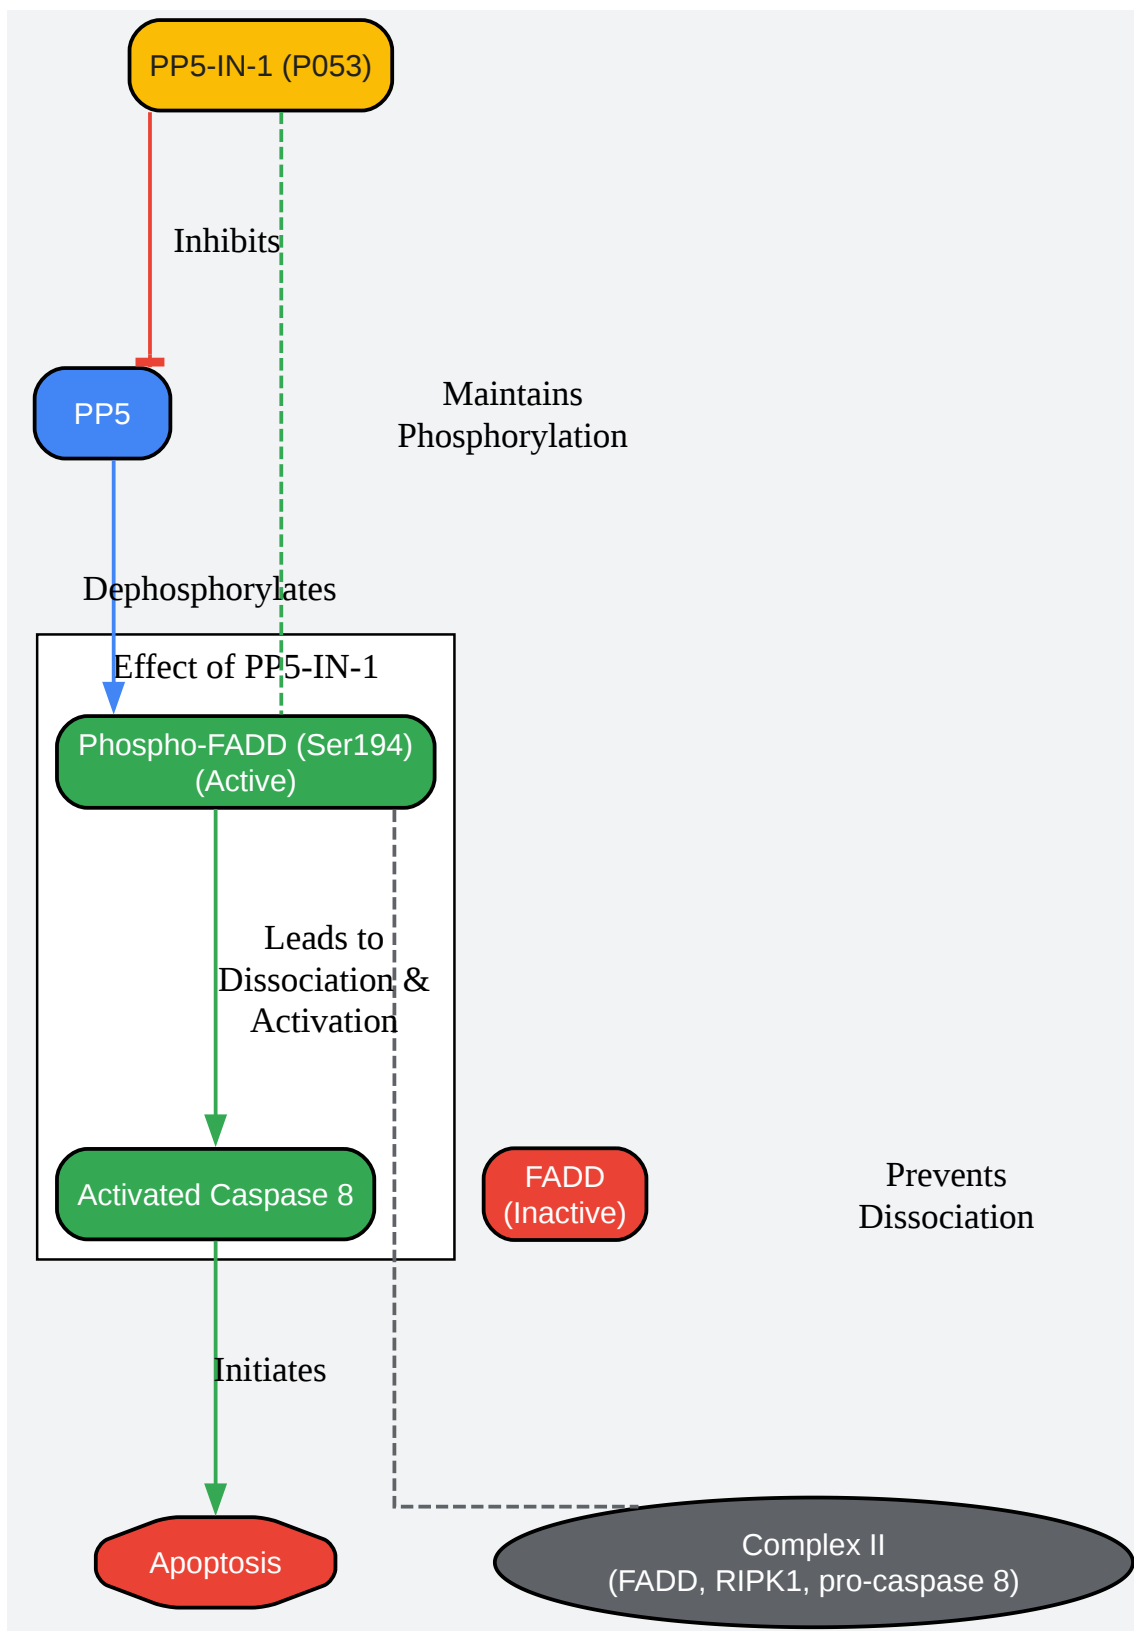 PP5-IN-1 (P053)
Inhibits
Maintains
Phosphorylation
PP5
Dephosphorylates
Effect of PP5-IN-1
Phospho-FADD (Ser194)
(Active)
Leads to
Dissociation &
Activation
Activated Caspase 8
FADD
(Inactive)
Prevents
Dissociation
Initiates
Apoptosis
Complex II
(FADD, RIPK1, pro-caspase 8)